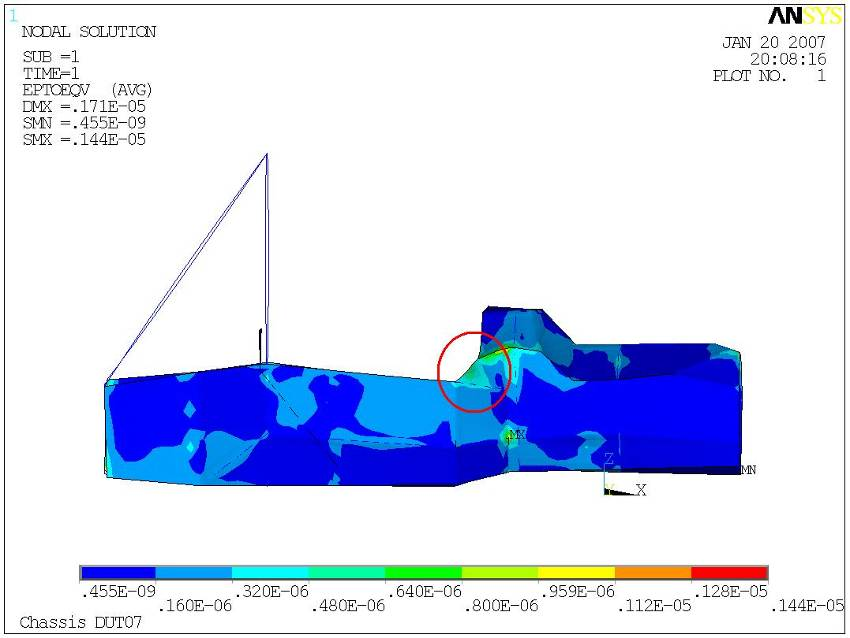 1
NODAL SOLUTION
SUB =1
TIME=1
EPTOEQV (AVG)
DMX =.171E-05
SMN =.455E-09
SMX =.144E-05
ANSYS
JAN 20 2007
20:08:16
PLOT NO. 1
MX
MN
Z
Y
X
.455E-09
.160E-06
.320E-06
.480E-06
.640E-06
.800E-06
.959E-06
.112E-05
.128E-05
.144E-05
Chassis DUT07